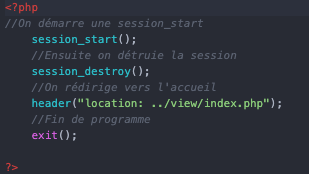 <?php
//On démarre une session_start
session_start();
//Ensuite on détruie la session
session_destroy();
//On rédirige vers l'accueil
header("location: ../view/index.php");
//Fin de programme
exit();
?>